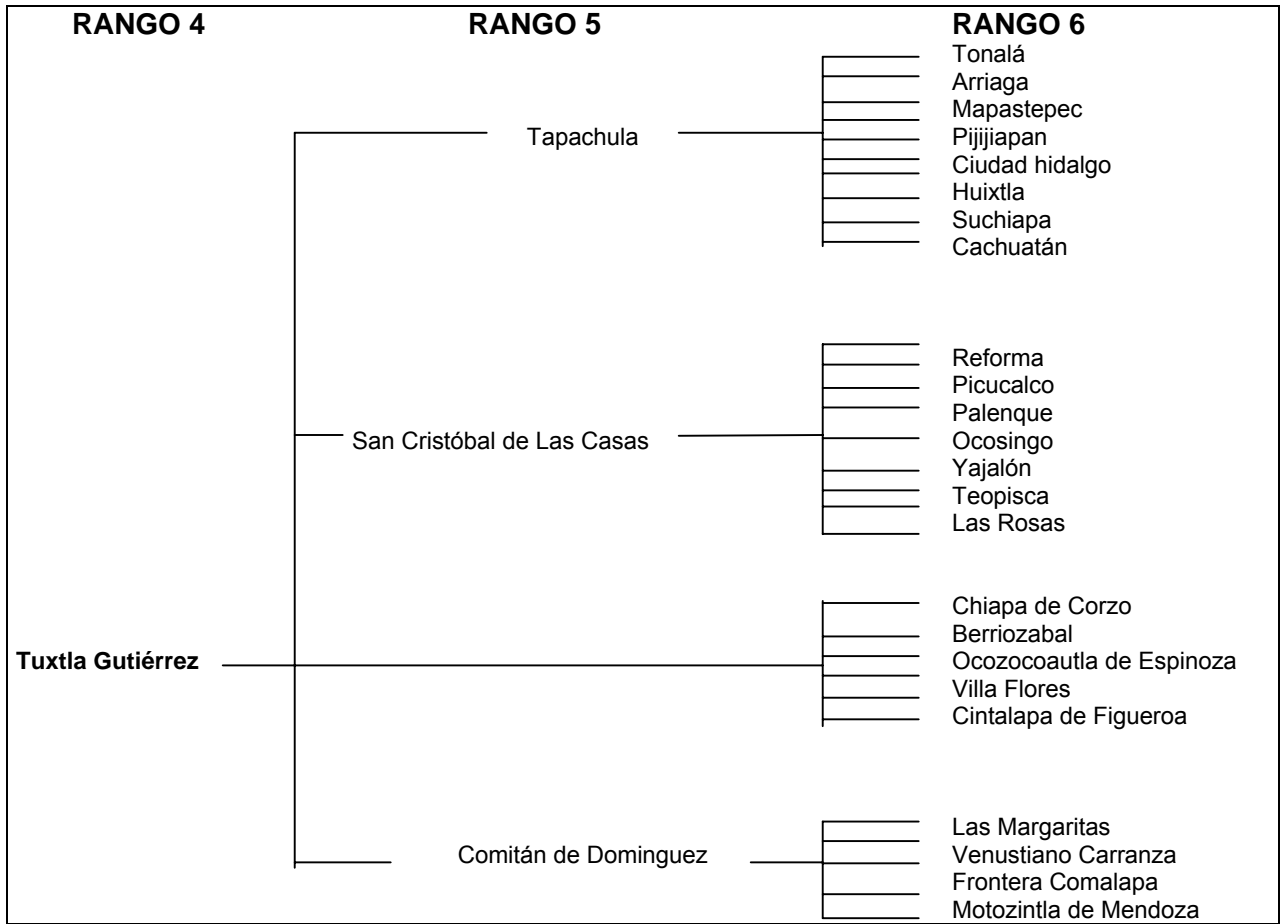 RANGO 4 RANGO 5 RANGO 6
Tonalá
Arriaga
Mapastepec
Tapachula
Pijijiapan
Ciudad hidalgo
Huixtla
Suchiapa
Cachuatán
Reforma
Picucalco
Palenque
San Cristóbal de Las Casas
Ocosingo
Yajalón
Teopisca
Las Rosas
Chiapa de Corzo
Berriozabal
Tuxtla Gutiérrez
Ocozocoautla de Espinoza
Villa Flores
Cintalapa de Figueroa
Las Margaritas
Comitán de Dominguez
Venustiano Carranza
Frontera Comalapa
Motozintla de Mendoza